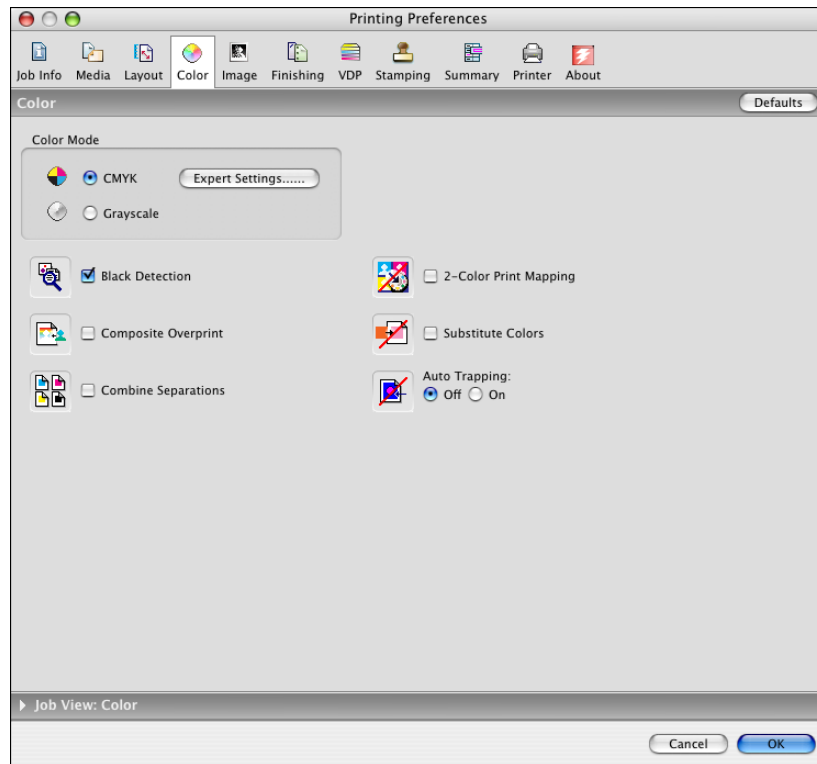 Printing Preferences
Job Info Media Layout Color Image Finishing VDP Stamping Summary Printer About
Color Defaults
Color Mode
CMYK Expert Settings......
Grayscale
Black Detection 2-Color Print Mapping
Composite Overprint Substitute Colors
Auto Trapping:
Combine Separations Off On
Job View: Color
Cancel OK